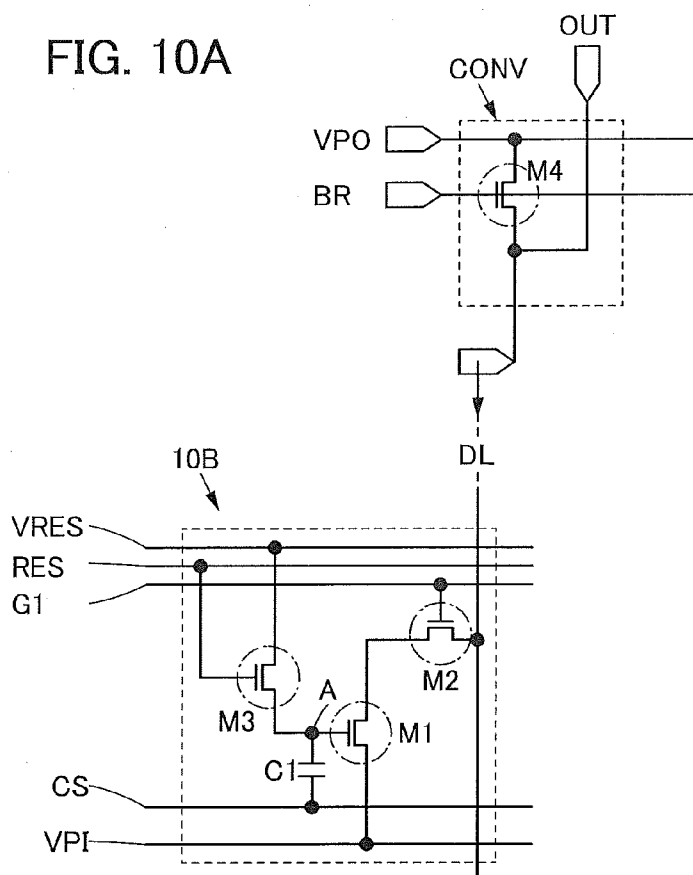 FIG. 10A
OUT
CONV
VPO
M4
BR
DL
10B
VRES
RES
G1
M2
M3
A
M1
C1
CS
VPI